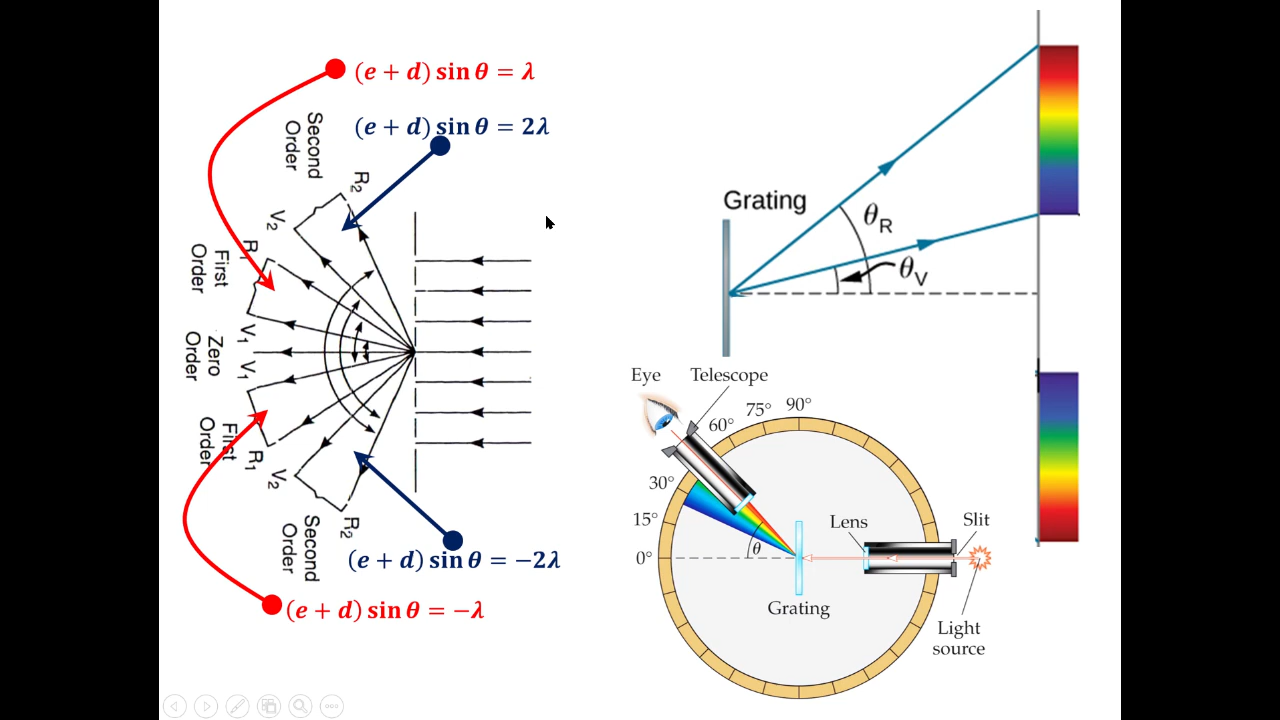 (e + d) sin θ = λ
(e + d) sin θ = 2λ
Second
Order
R₂
V₂
R₁
First
Order
V₁
Zero
Order
V₁
First
Order
R₁
V₂
R₂
Second
Order
(e + d) sin θ = −2λ
(e + d) sin θ = −λ
Grating
θR
θV
Eye
Telescope
90°
75°
60°
30°
15°
0°
θ
Lens
Slit
Grating
Light
source